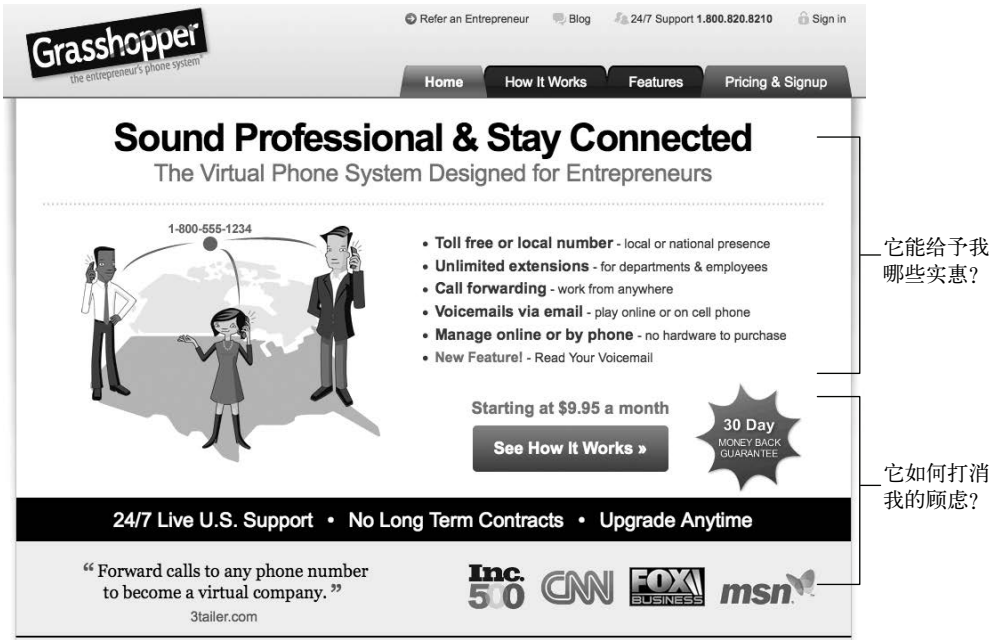 Grasshopper
the entrepreneur's phone system
Refer an Entrepreneur
Blog
24/7 Support 1.800.820.8210
Sign in
Home
How It Works
Features
Pricing & Signup
Sound Professional & Stay Connected
The Virtual Phone System Designed for Entrepreneurs
1-800-555-1234
• Toll free or local number - local or national presence
• Unlimited extensions - for departments & employees
• Call forwarding - work from anywhere
• Voicemails via email - play online or on cell phone
• Manage online or by phone - no hardware to purchase
• New Feature! - Read Your Voicemail
它能给予我
哪些实惠?
Starting at $9.95 a month
See How It Works »
30 Day
MONEY BACK
GUARANTEE
它如何打消
我的顾虑?
24/7 Live U.S. Support • No Long Term Contracts • Upgrade Anytime
“ Forward calls to any phone number
to become a virtual company. ”
3tailer.com
Inc.
500
CNN
FOX
BUSINESS
msn